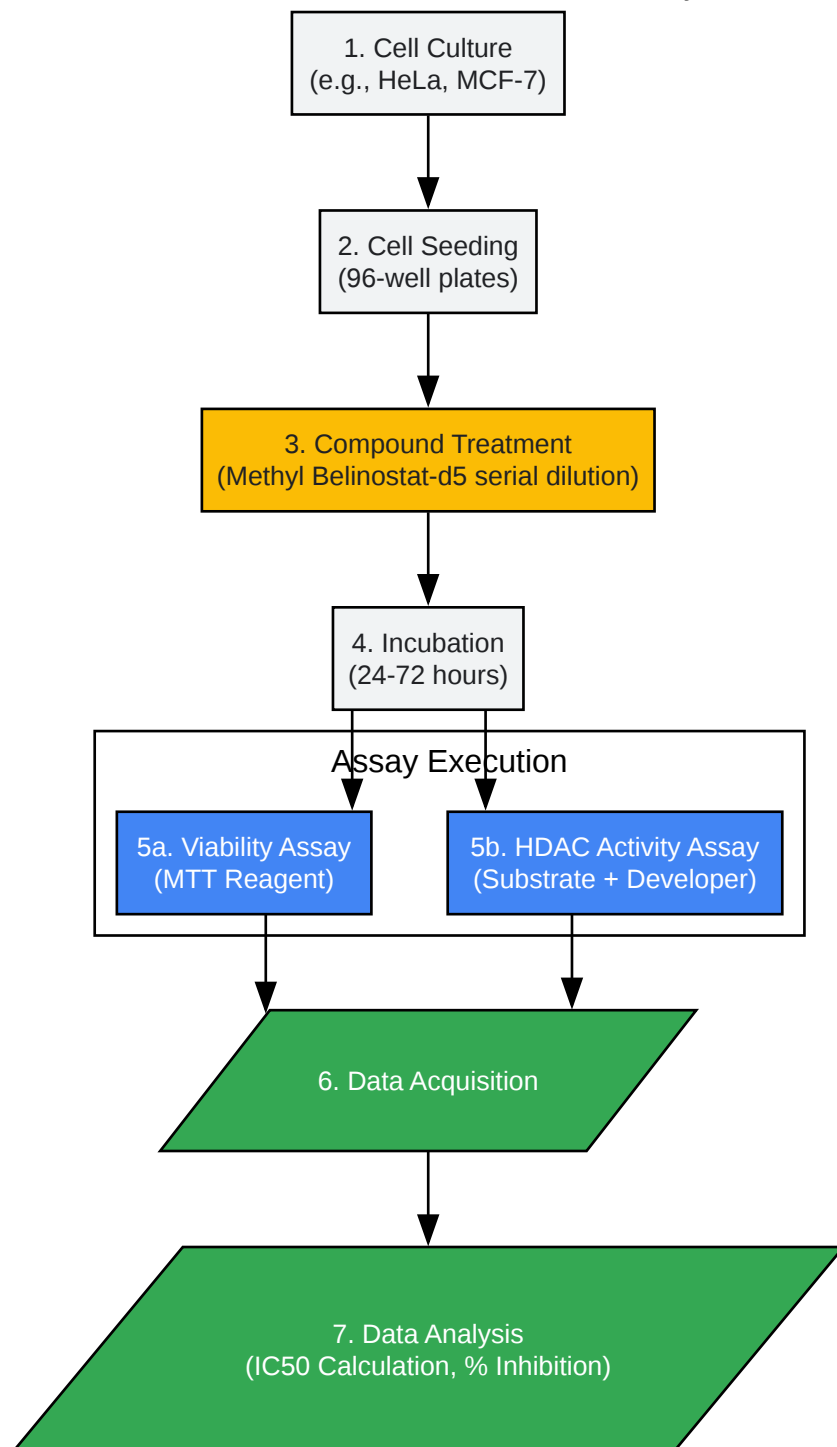 1. Cell Culture
(e.g., HeLa, MCF-7)
2. Cell Seeding
(96-well plates)
3. Compound Treatment
(Methyl Belinostat-d5 serial dilution)
4. Incubation
(24-72 hours)
Assay Execution
5a. Viability Assay
(MTT Reagent)
5b. HDAC Activity Assay
(Substrate + Developer)
6. Data Acquisition
7. Data Analysis
(IC50 Calculation, % Inhibition)